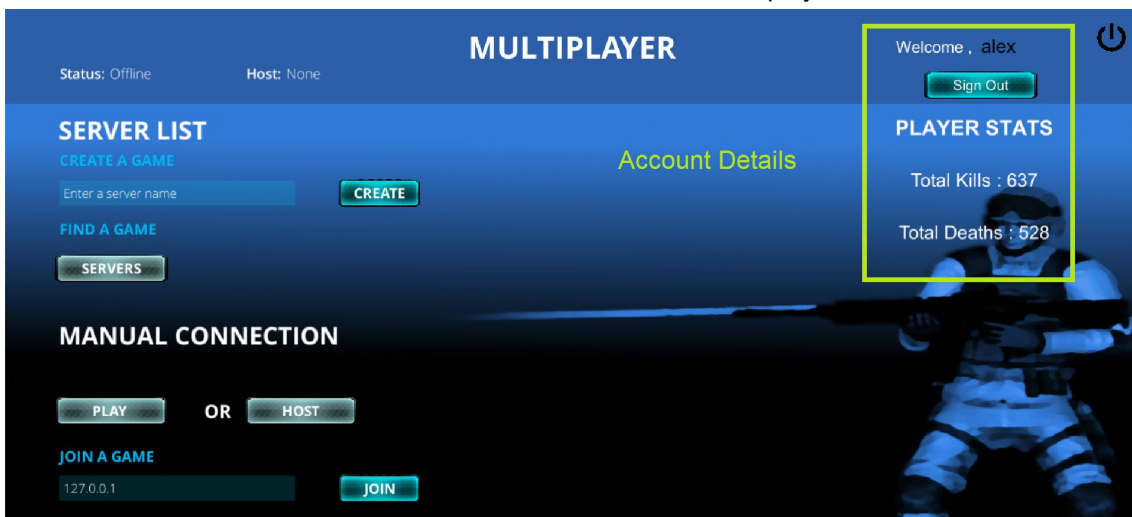 MULTIPLAYER
Welcome , alex
Status: Offline Host: None
Sign Out
SERVER LIST
PLAYER STATS
CREATE A GAME
Account Details
Total Kills : 637
Enter a server name CREATE
FIND A GAME
Total Deaths : 528
SERVERS
MANUAL CONNECTION
PLAY OR HOST
JOIN A GAME
127.0.0.1 JOIN